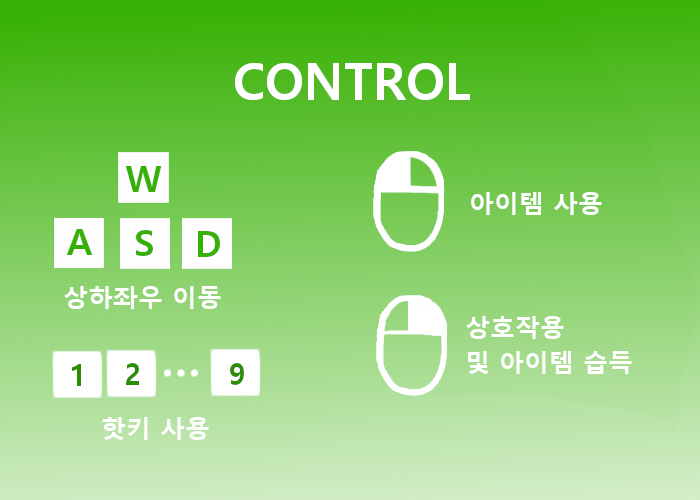 CONTROL
W
A S D
상하좌우 이동
1 2 ··· 9
핫키 사용
아이템 사용
상호작용
및 아이템 습득